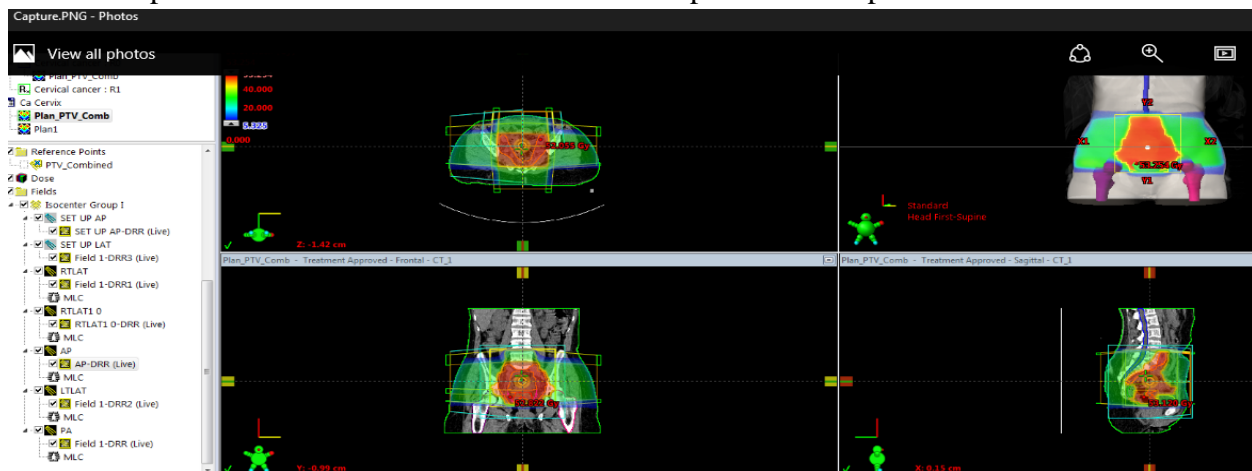 Capture.PNG - Photos
View all photos
Plan_PTV_Comb
Cervical cancer : R1
Ca Cervix
Plan_PTV_Comb
Plan1
Reference Points
PTV_Combined
Dose
Fields
Isocenter Group 1
SET UP AP
SET UP AP-DRR (Live)
SET UP LAT
Field 1-DRR3 (Live)
RTLAT
Field 1-DRR1 (Live)
MLC
RTLAT1 0
RTLAT1 0-DRR (Live)
MLC
AP
AP-DRR (Live)
MLC
LTLAT
Field 1-DRR2 (Live)
MLC
PA
Field 1-DRR (Live)
MLC
40.000
20.000
5.325
0.000
Z: -1.42 cm
Y2
X1
X2
Y1
Standard
Head First-Supine
Plan_PTV_Comb - Treatment Approved - Frontal - CT_1
Y: -0.99 cm
Plan_PTV_Comb - Treatment Approved - Sagittal - CT_1
X: 0.15 cm